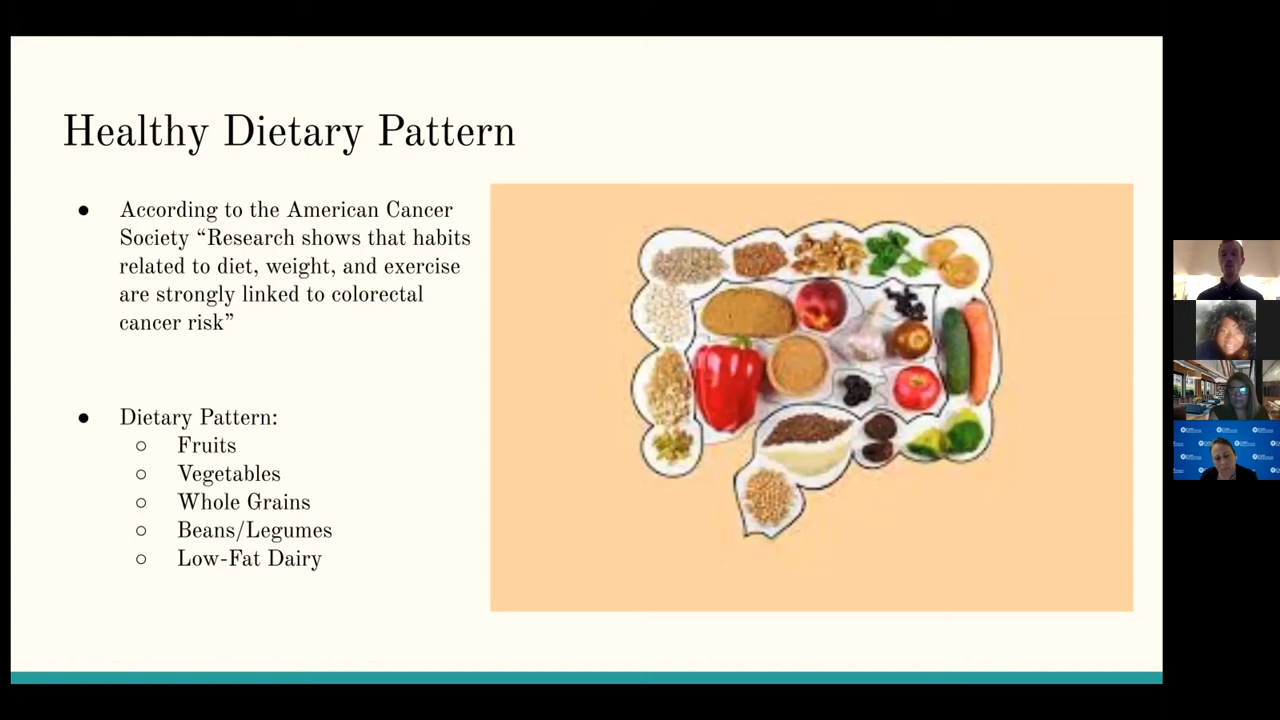 Healthy Dietary Pattern
● According to the American Cancer
Society “Research shows that habits
related to diet, weight, and exercise
are strongly linked to colorectal
cancer risk”
● Dietary Pattern:
○ Fruits
○ Vegetables
○ Whole Grains
○ Beans/Legumes
○ Low-Fat Dairy